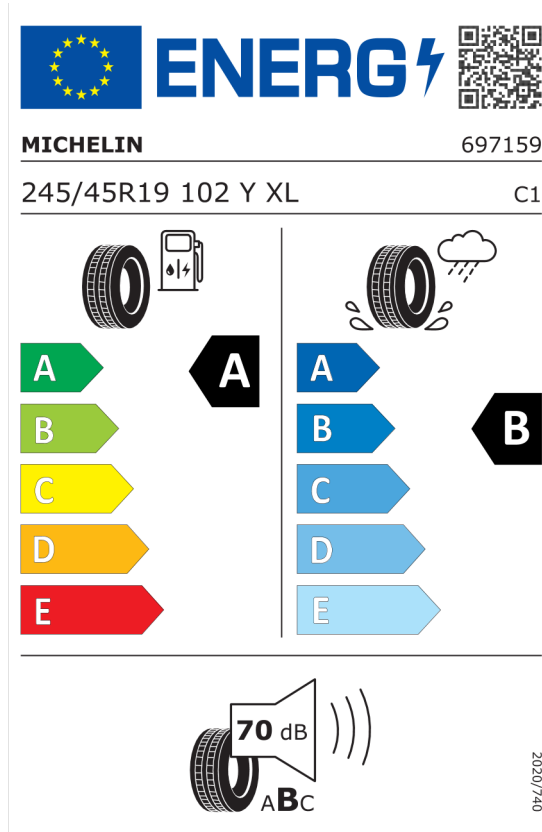 ENERG
MICHELIN 697159
245/45R19 102 Y XL C1
A A
B
C
D
E
A
B B
C
D
E
70 dB
ABC
2020/740